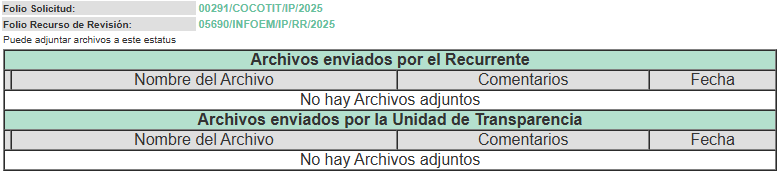 Folio Solicitud: 00291/COCOTIT/IP/2025
Folio Recurso de Revisión: 05690/INFOEM/IP/RR/2025
Puede adjuntar archivos a este estatus
Archivos enviados por el Recurrente
Nombre del Archivo Comentarios Fecha
No hay Archivos adjuntos
Archivos enviados por la Unidad de Transparencia
Nombre del Archivo Comentarios Fecha
No hay Archivos adjuntos